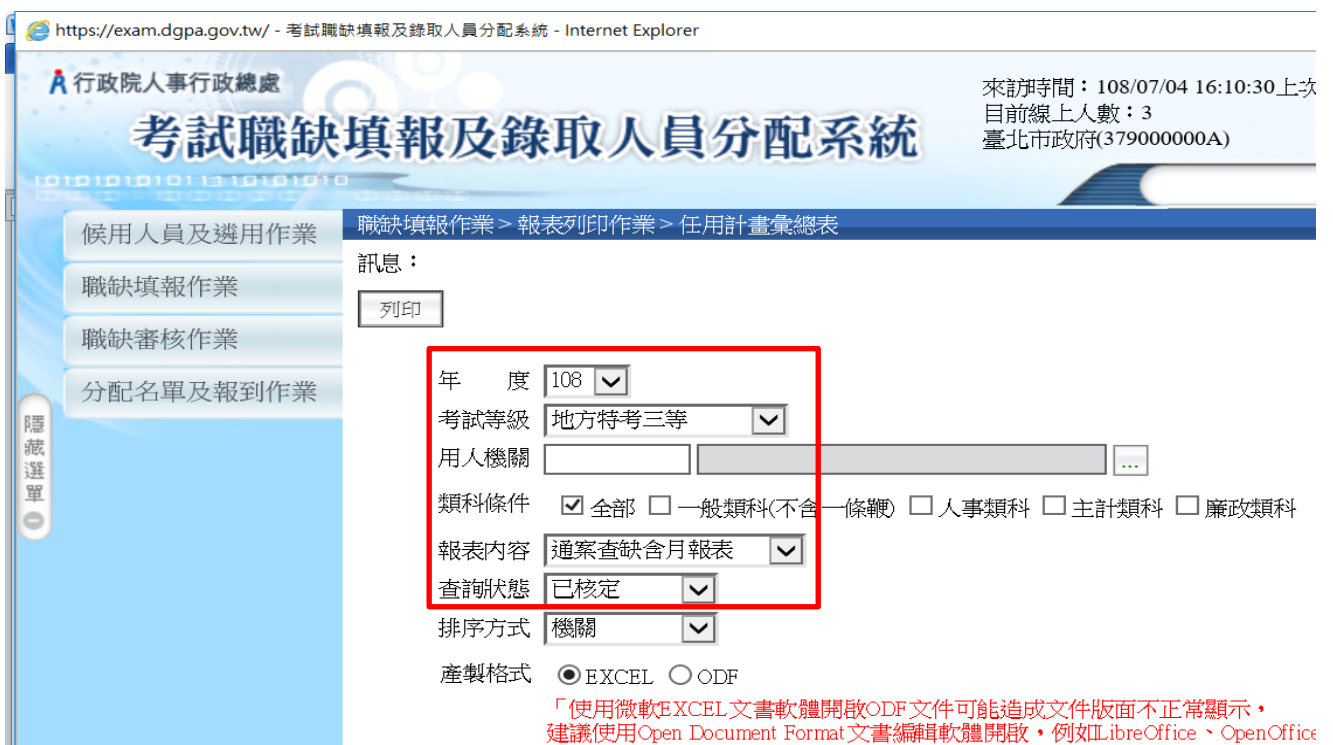 https://exam.dgpa.gov.tw/ - 考試職缺填報及錄取人員分配系統 - Internet Explorer
行政院人事行政總處
考試職缺填報及錄取人員分配系統
來訪時間：108/07/04 16:10:30上次
目前線上人數：3
臺北市政府(379000000A)
候用人員及遴用作業
職缺填報作業
職缺審核作業
分配名單及報到作業
隱藏選單
職缺填報作業 > 報表列印作業 > 任用計畫彙總表
訊息：
列印
年 度 108
考試等級 地方特考三等
用人機關 ...
類科條件 全部 一般類科(不含一條鞭) 人事類科 主計類科 廉政類科
報表內容 通案查缺含月報表
查詢狀態 已核定
排序方式 機關
產製格式 EXCEL ODF
「使用微軟EXCEL文書軟體開啟ODF文件可能造成文件版面不正常顯示，
建議使用Open Document Format文書編輯軟體開啟，例如LibreOffice、OpenOffice